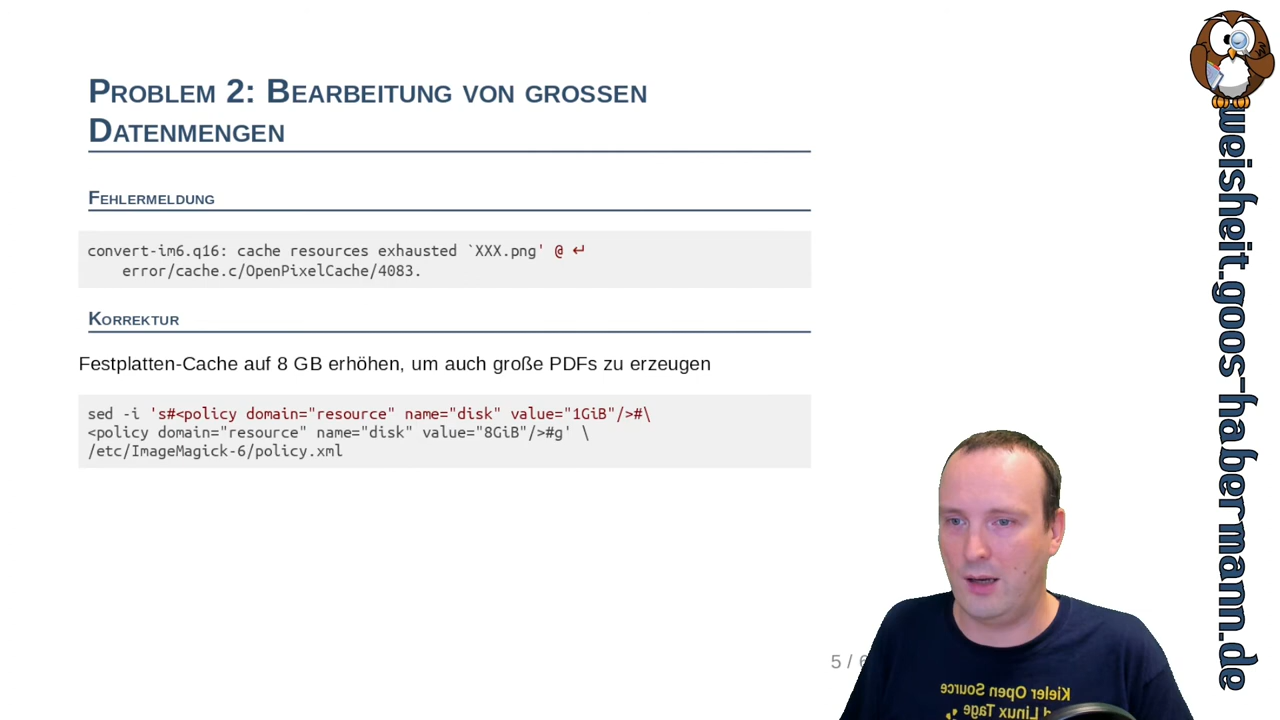 Problem 2: Bearbeitung von grossen
Datenmengen
Fehlermeldung
convert-im6.q16: cache resources exhausted `XXX.png' @ ↵
error/cache.c/OpenPixelCache/4083.
Korrektur
Festplatten-Cache auf 8 GB erhöhen, um auch große PDFs zu erzeugen
sed -i 's#<policy domain="resource" name="disk" value="1GiB"/>#\
<policy domain="resource" name="disk" value="8GiB"/>#g' \
/etc/ImageMagick-6/policy.xml
5 / 6
Kieler Open Source
d Linux Tage
weisheit.goos-habermann.de